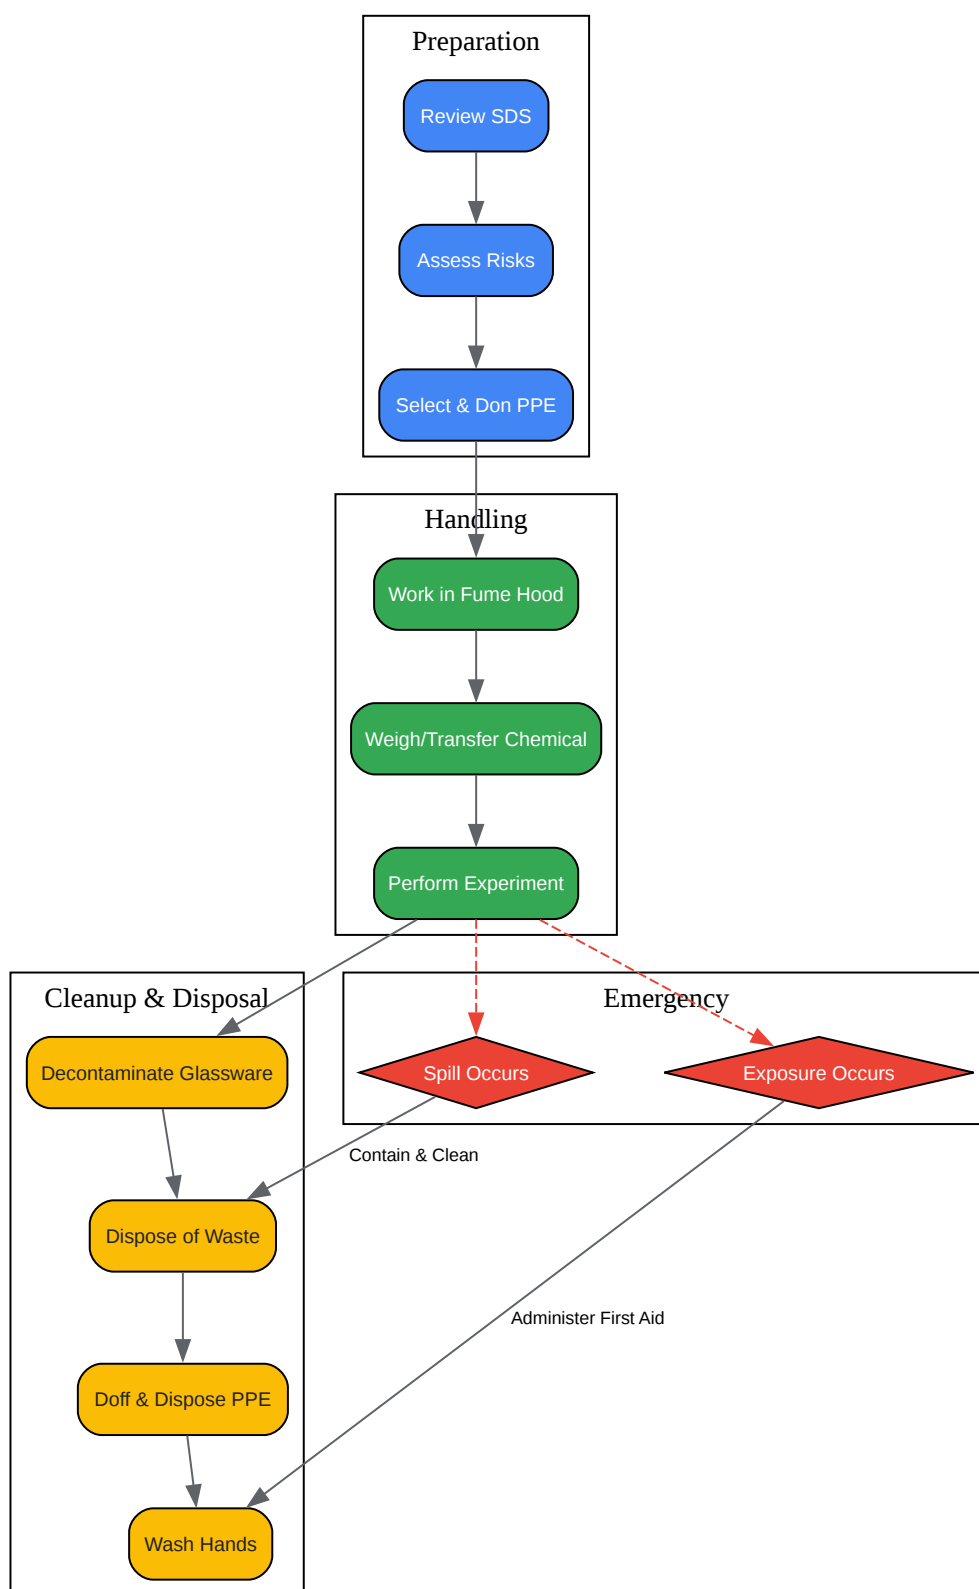 Preparation
Review SDS
Assess Risks
Select & Don PPE
Handling
Work in Fume Hood
Weigh/Transfer Chemical
Perform Experiment
Cleanup & Disposal
Emergency
Decontaminate Glassware
Spill Occurs
Exposure Occurs
Contain & Clean
Dispose of Waste
Administer First Aid
Doff & Dispose PPE
Wash Hands